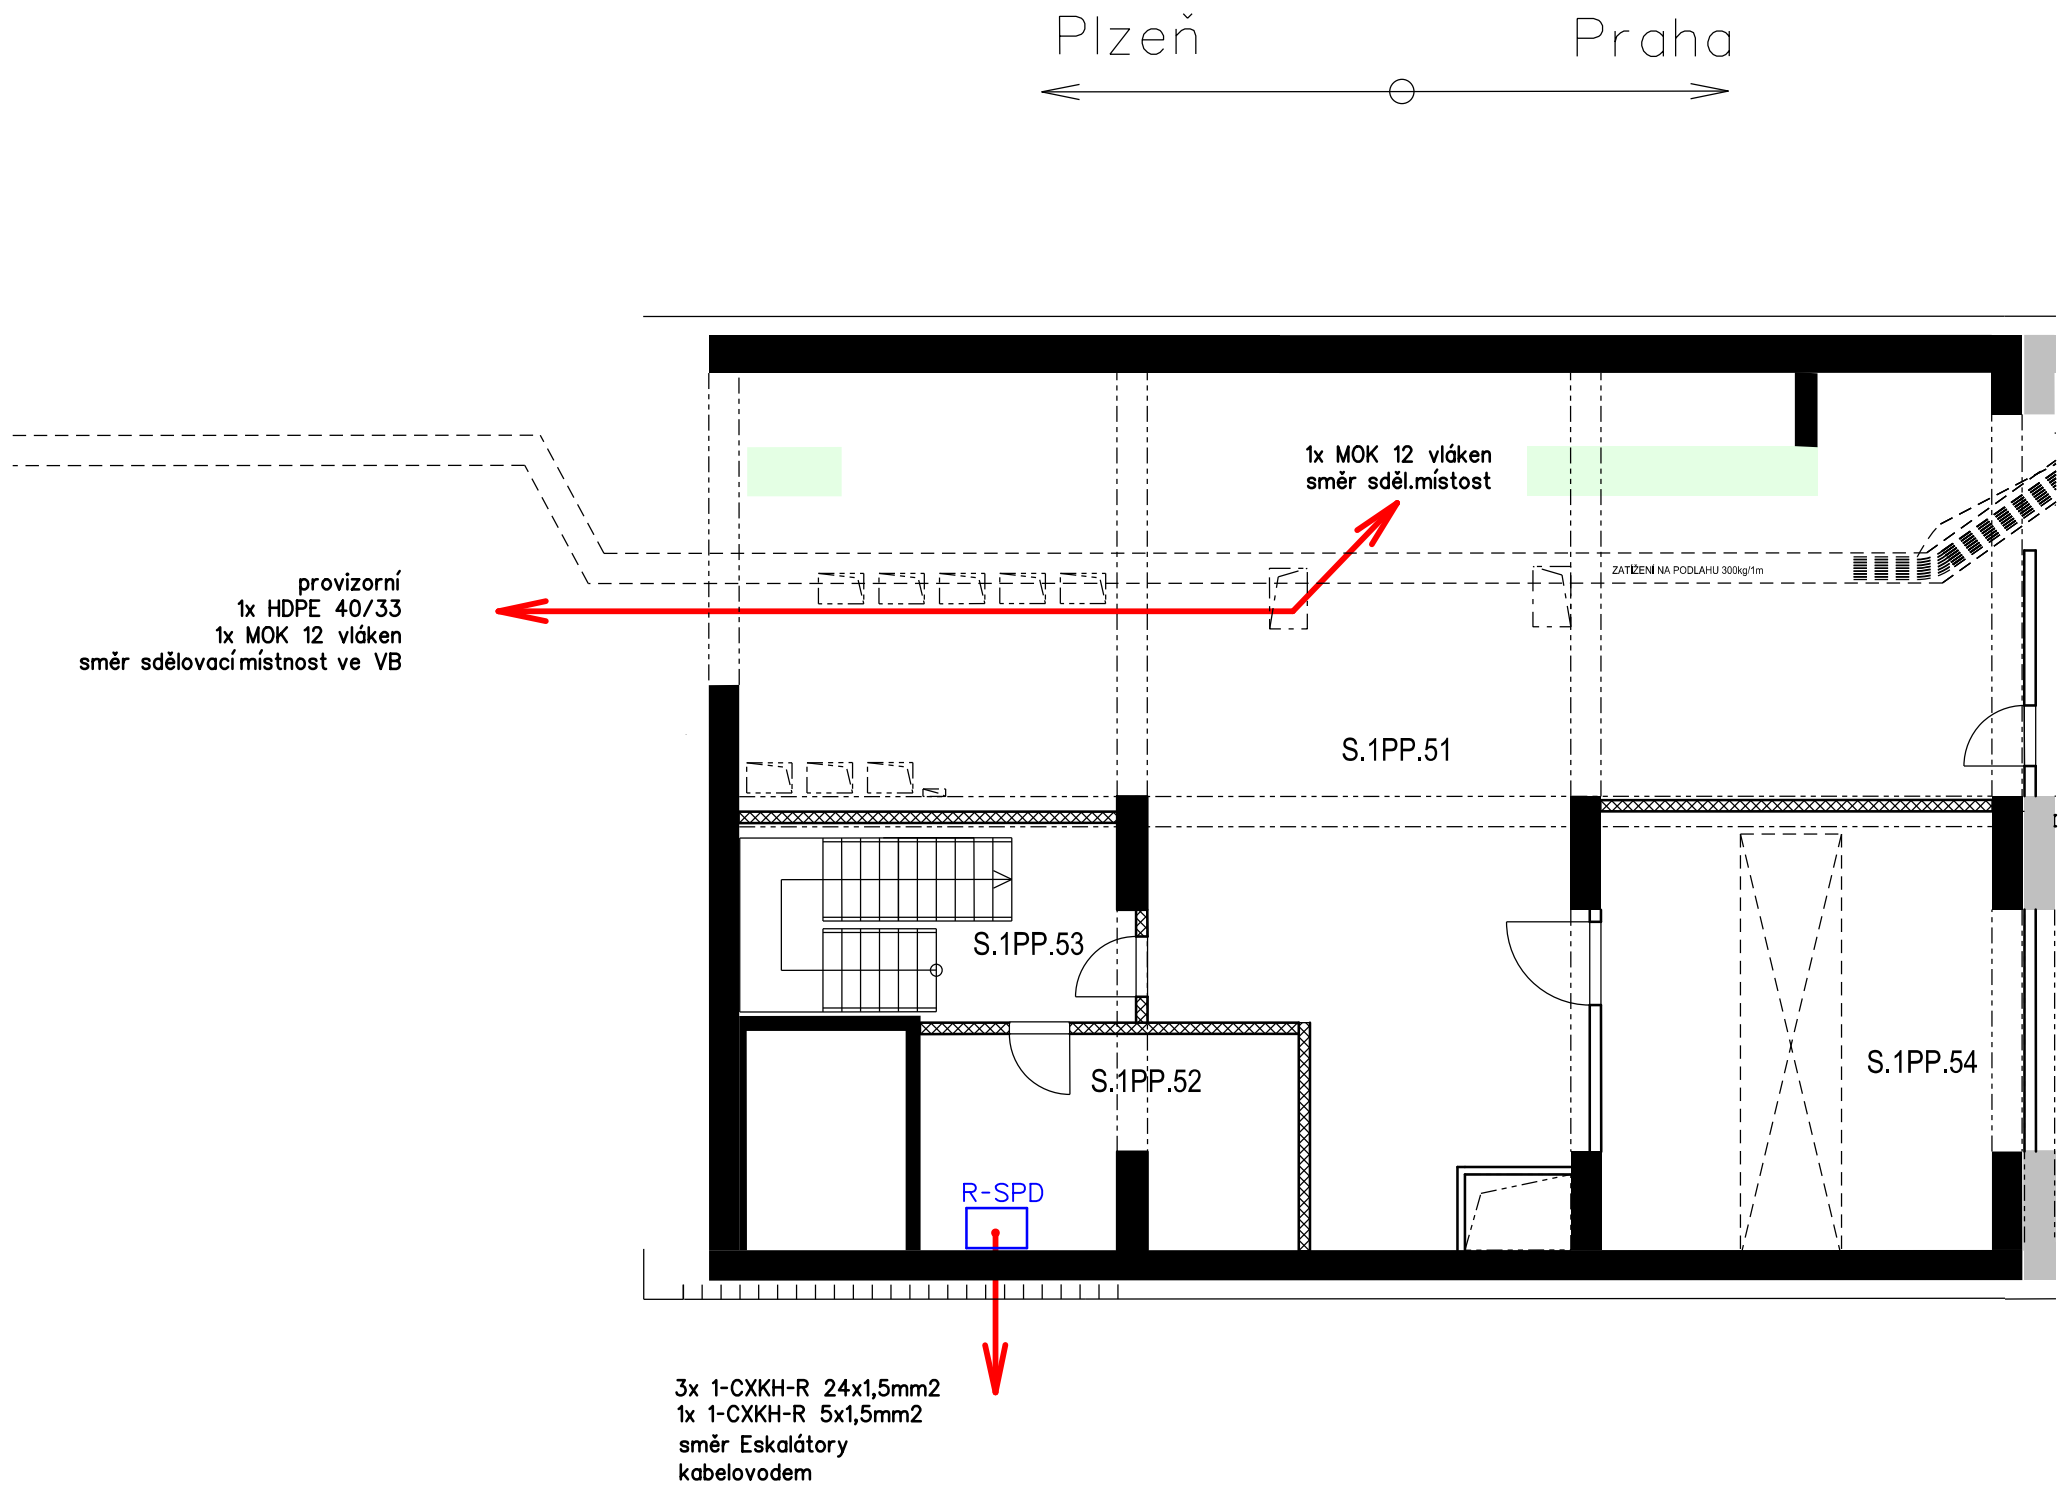 Plzeň
Praha
1x MOK 12 vláken
směr sděl.místost
provizorní
1x HDPE 40/33
1x MOK 12 vláken
směr sdělovací místnost ve VB
ZATÍŽENÍ NA PODLAHU 300kg/1m
S.1PP.51
S.1PP.53
S.1PP.52
S.1PP.54
R-SPD
3x 1-CXKH-R 24x1,5mm2
1x 1-CXKH-R 5x1,5mm2
směr Eskalátory
kabelovodem